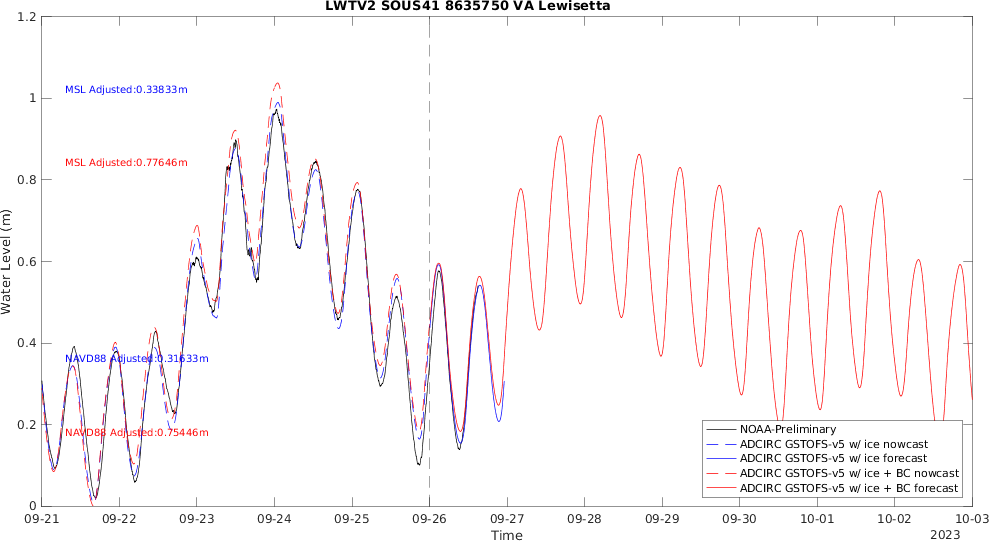 LWTV2 SOUS41 8635750 VA Lewisetta
1.2
1
0.8
0.6
0.4
0.2
0
Water Level (m)
MSL Adjusted:0.33833m
MSL Adjusted:0.77646m
NAVD88 Adjusted:0.31633m
NAVD88 Adjusted:0.75446m
NOAA-Preliminary
ADCIRC GSTOFS-v5 w/ ice nowcast
ADCIRC GSTOFS-v5 w/ ice forecast
ADCIRC GSTOFS-v5 w/ ice + BC nowcast
ADCIRC GSTOFS-v5 w/ ice + BC forecast
09-21 09-22 09-23 09-24 09-25 09-26 09-27 09-28 09-29 09-30 10-01 10-02 10-03
Time
2023